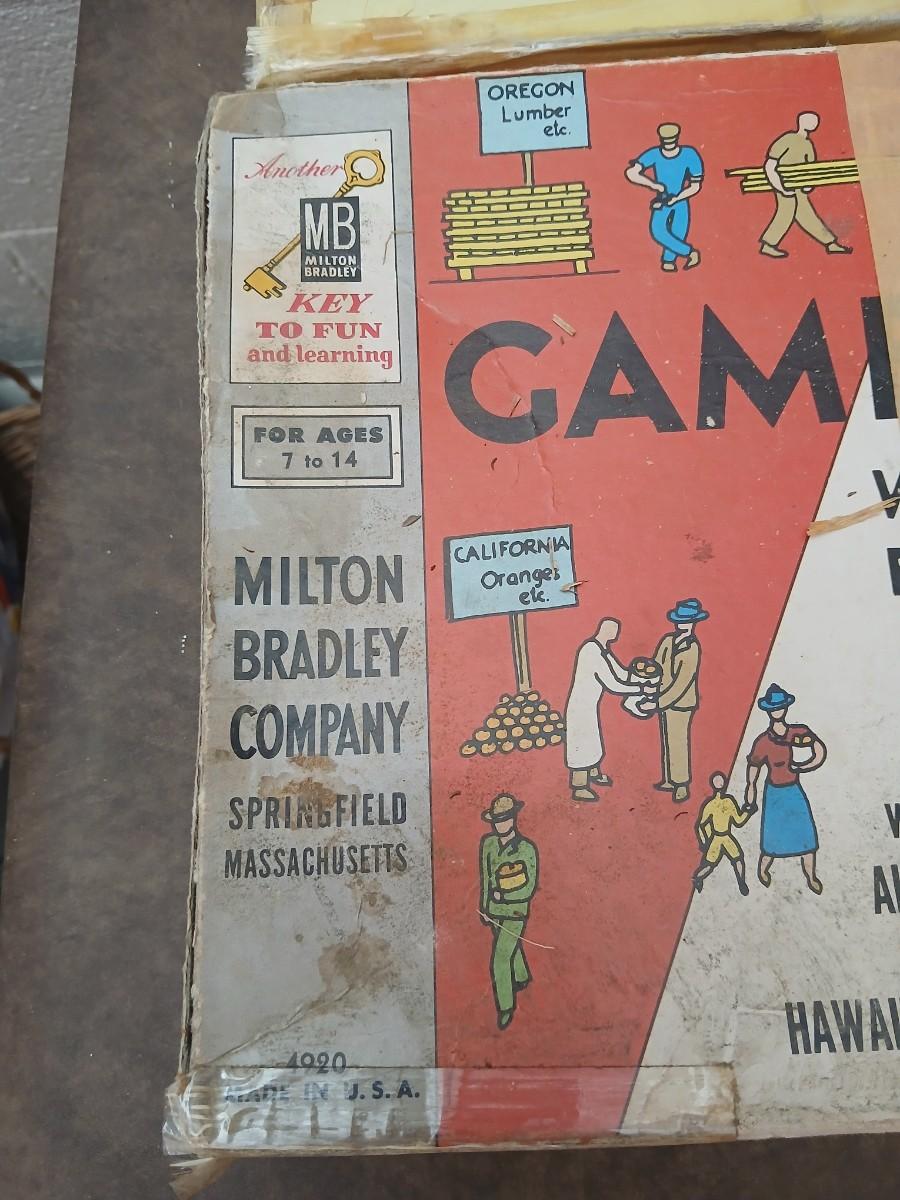 Another
MB
MILTON
BRADLEY
KEY
TO FUN
and learning
FOR AGES
7 to 14
MILTON
BRADLEY
COMPANY
SPRINGFIELD
MASSACHUSETTS
4920
MADE IN U.S.A.
OREGON
Lumber
etc.
GAM
CALIFORNIA
Oranges
etc.
HAWAI